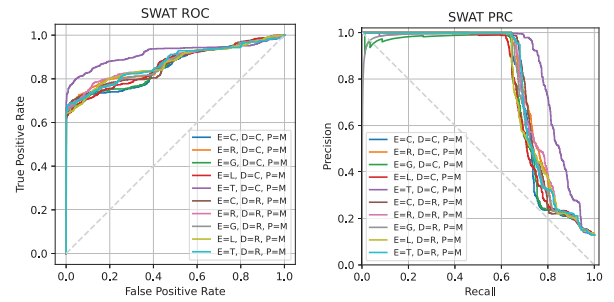 SWAT ROC
1.0
0.8
0.6
0.4
0.2
0.0
True Positive Rate
0.0 0.2 0.4 0.6 0.8 1.0
False Positive Rate
E=C, D=C, P=M
E=R, D=C, P=M
E=G, D=C, P=M
E=L, D=C, P=M
E=T, D=C, P=M
E=C, D=R, P=M
E=R, D=R, P=M
E=G, D=R, P=M
E=L, D=R, P=M
E=T, D=R, P=M
SWAT PRC
1.0
0.8
0.6
0.4
0.2
0.0
Precision
0.0 0.2 0.4 0.6 0.8 1.0
Recall
E=C, D=C, P=M
E=R, D=C, P=M
E=G, D=C, P=M
E=L, D=C, P=M
E=T, D=C, P=M
E=C, D=R, P=M
E=R, D=R, P=M
E=G, D=R, P=M
E=L, D=R, P=M
E=T, D=R, P=M